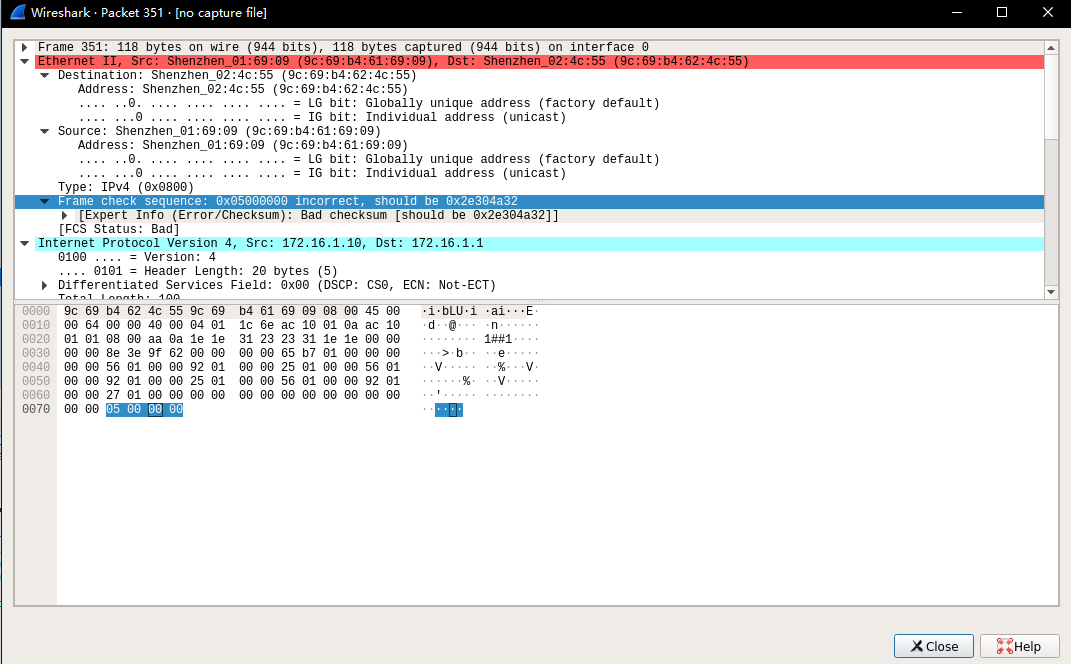 Wireshark · Packet 351 · [no capture file]
Frame 351: 118 bytes on wire (944 bits), 118 bytes captured (944 bits) on interface 0
Ethernet II, Src: Shenzhen_01:69:09 (9c:69:b4:61:69:09), Dst: Shenzhen_02:4c:55 (9c:69:b4:62:4c:55)
Destination: Shenzhen_02:4c:55 (9c:69:b4:62:4c:55)
Address: Shenzhen_02:4c:55 (9c:69:b4:62:4c:55)
.... ..0. .... .... .... .... = LG bit: Globally unique address (factory default)
.... ...0 .... .... .... .... = IG bit: Individual address (unicast)
Source: Shenzhen_01:69:09 (9c:69:b4:61:69:09)
Address: Shenzhen_01:69:09 (9c:69:b4:61:69:09)
.... ..0. .... .... .... .... = LG bit: Globally unique address (factory default)
.... ...0 .... .... .... .... = IG bit: Individual address (unicast)
Type: IPv4 (0x0800)
Frame check sequence: 0x05000000 incorrect, should be 0x2e304a32
[Expert Info (Error/Checksum): Bad checksum [should be 0x2e304a32]]
[FCS Status: Bad]
Internet Protocol Version 4, Src: 172.16.1.10, Dst: 172.16.1.1
0100 .... = Version: 4
.... 0101 = Header Length: 20 bytes (5)
Differentiated Services Field: 0x00 (DSCP: CS0, ECN: Not-ECT)
Total Length: 100
0000 9c 69 b4 62 4c 55 9c 69 b4 61 69 09 08 00 45 00 ·i·bLU·i ·ai···E·
0010 00 64 00 00 40 00 04 01 1c 6e ac 10 01 0a ac 10 ·d··@··· ·n······
0020 01 01 08 00 aa 0a 1e 1e 31 23 23 31 1e 1e 00 00 ········ 1##1····
0030 00 00 8e 3e 9f 62 00 00 00 00 65 b7 01 00 00 00 ···>·b·· ··e·····
0040 00 00 56 01 00 00 92 01 00 00 25 01 00 00 56 01 ··V····· ··%···V·
0050 00 00 92 01 00 00 25 01 00 00 56 01 00 00 92 01 ······%· ··V·····
0060 00 00 27 01 00 00 00 00 00 00 00 00 00 00 00 00 ··'····· ········
0070 00 00 05 00 00 00 ······
Close
Help